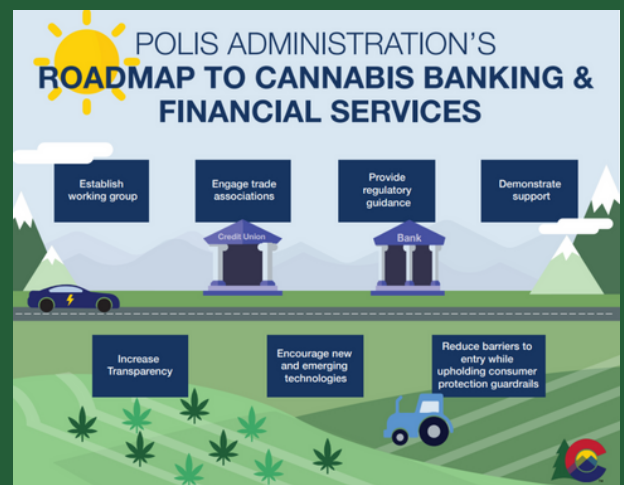 POLIS ADMINISTRATION'S
ROADMAP TO CANNABIS BANKING &
FINANCIAL SERVICES
Establish
working group
Engage trade
associations
Provide
regulatory
guidance
Demonstrate
support
Credit Union
Bank
Increase
Transparency
Encourage new
and emerging
technologies
Reduce barriers to
entry while
upholding consumer
protection guardrails